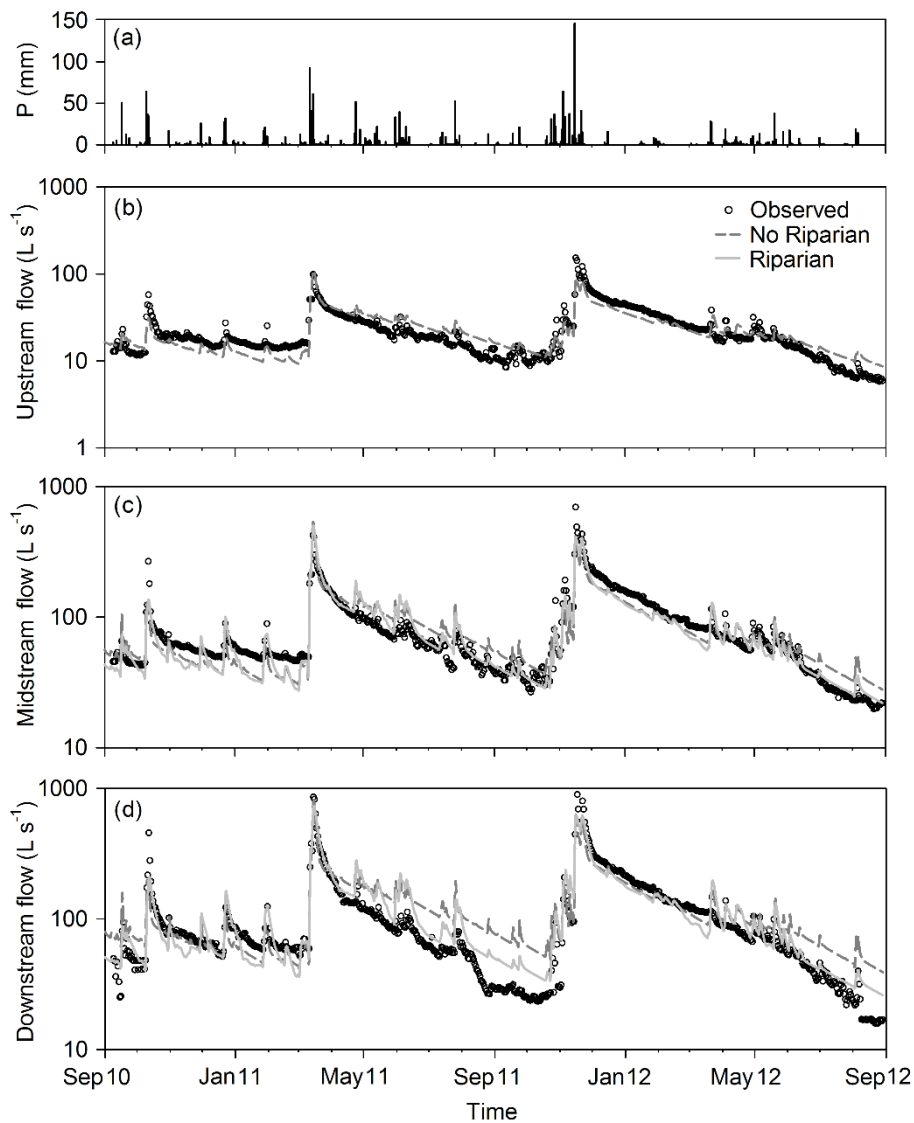 (a)
P (mm)
150
100
50
0
(b)
Upstream flow (L s-1)
1000
100
10
1
Observed
No Riparian
Riparian
(c)
Midstream flow (L s-1)
1000
100
10
(d)
Downstream flow (L s-1)
1000
100
10
Sep10 Jan11 May11 Sep11 Jan12 May12 Sep12
Time